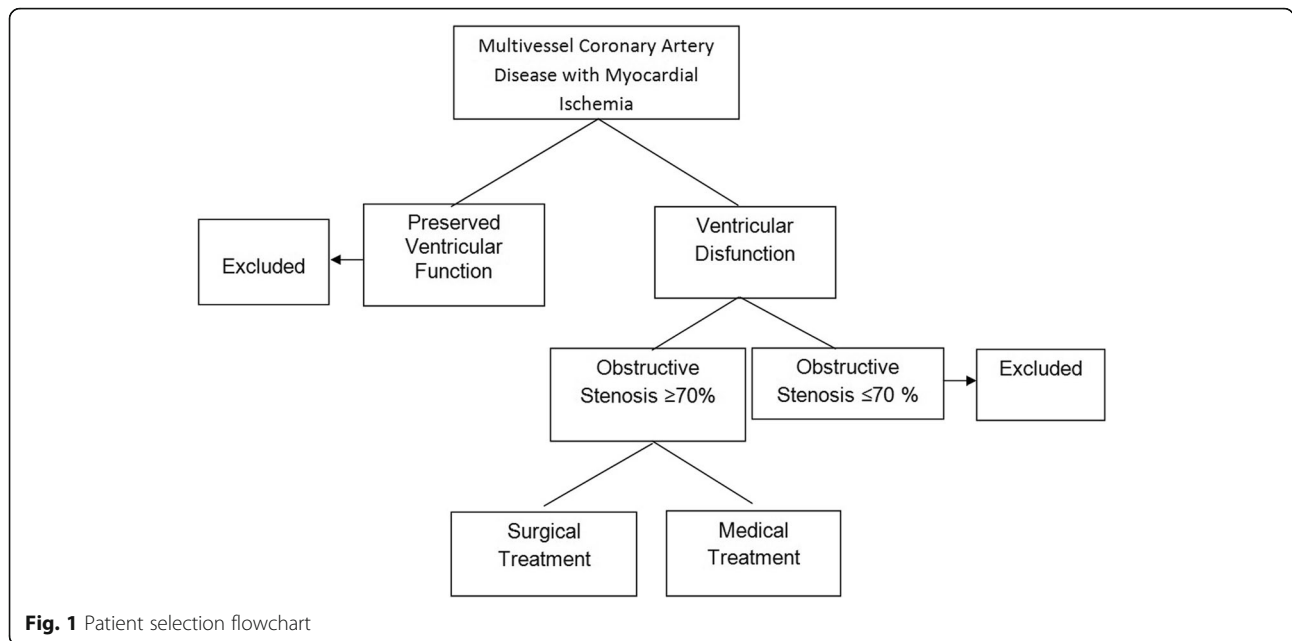 Multivessel Coronary Artery
Disease with Myocardial
Ischemia
Excluded
Preserved
Ventricular
Function
Ventricular
Disfunction
Obstructive
Stenosis ≥70%
Obstructive
Stenosis ≤70 %
Excluded
Surgical
Treatment
Medical
Treatment
Fig. 1 Patient selection flowchart